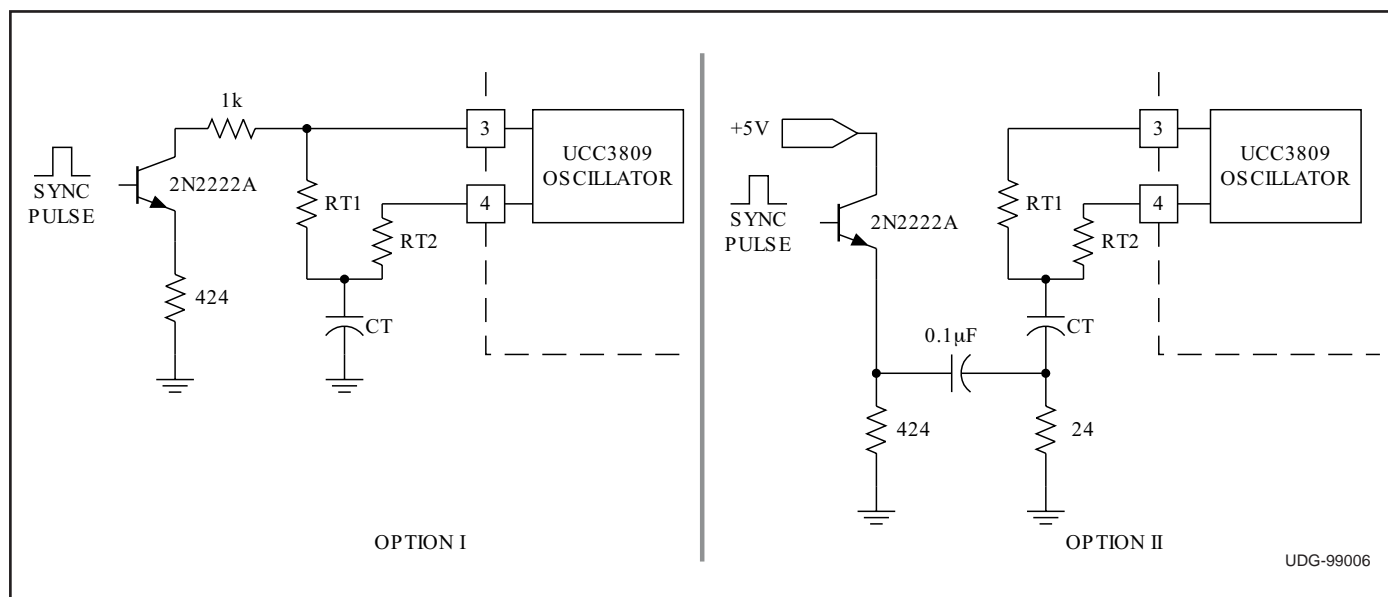 1k
3
UCC3809
OSCILLATOR
SYNC
PULSE
2N2222A
RT1
4
RT2
424
CT
OPTION I
+5V
3
UCC3809
OSCILLATOR
SYNC
PULSE
2N2222A
RT1
4
RT2
0.1µF
CT
424
24
OPTION II
UDG-99006